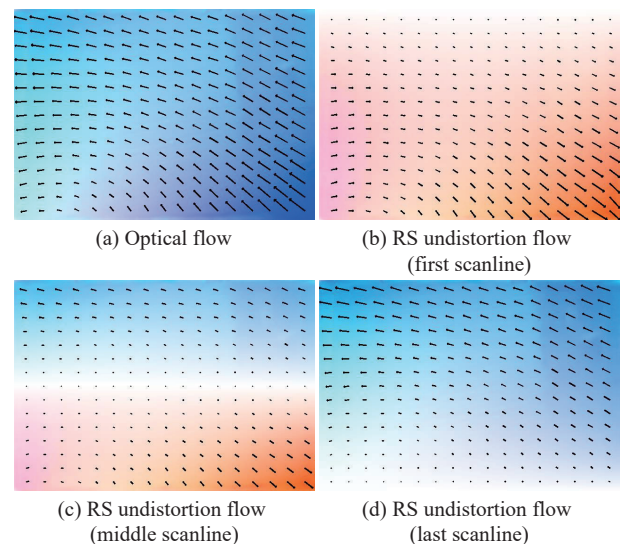 (a) Optical flow
(b) RS undistortion flow
(first scanline)
(c) RS undistortion flow
(middle scanline)
(d) RS undistortion flow
(last scanline)